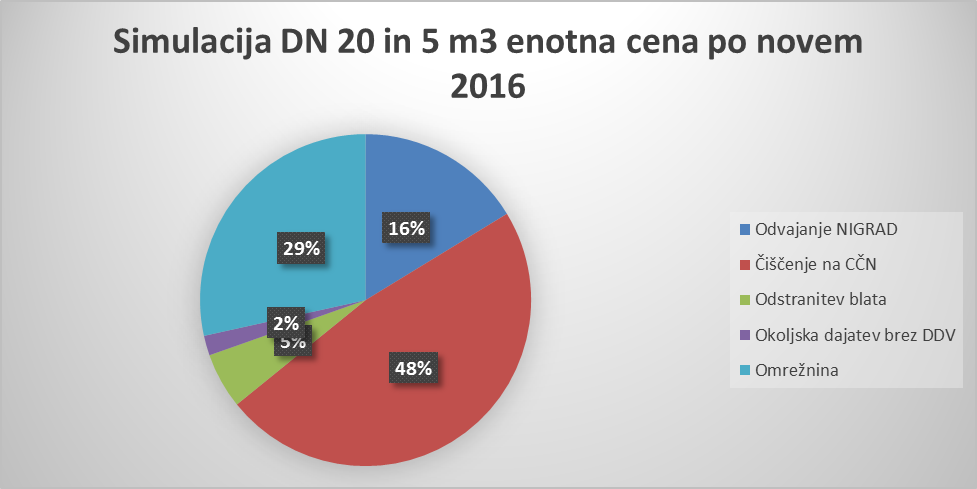 Simulacija DN 20 in 5 m3 enotna cena po novem
2016
16%
29%
2%
5%
48%
Odvajanje NIGRAD
Čiščenje na CČN
Odstranitev blata
Okoljska dajatev brez DDV
Omrežnina